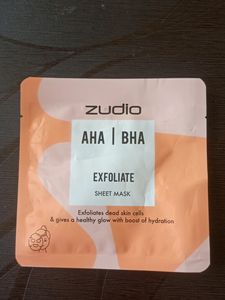 zudio
AHA | BHA
EXFOLIATE
SHEET MASK
Exfoliates dead skin cells
& gives a healthy glow with boost of hydration